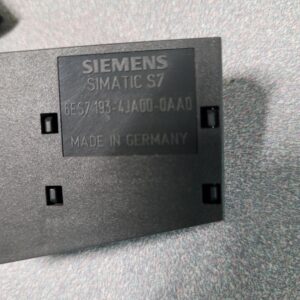 SIEMENS
SIMATIC S7
6ES7 193-4JA00-0AA0
MADE IN GERMANY